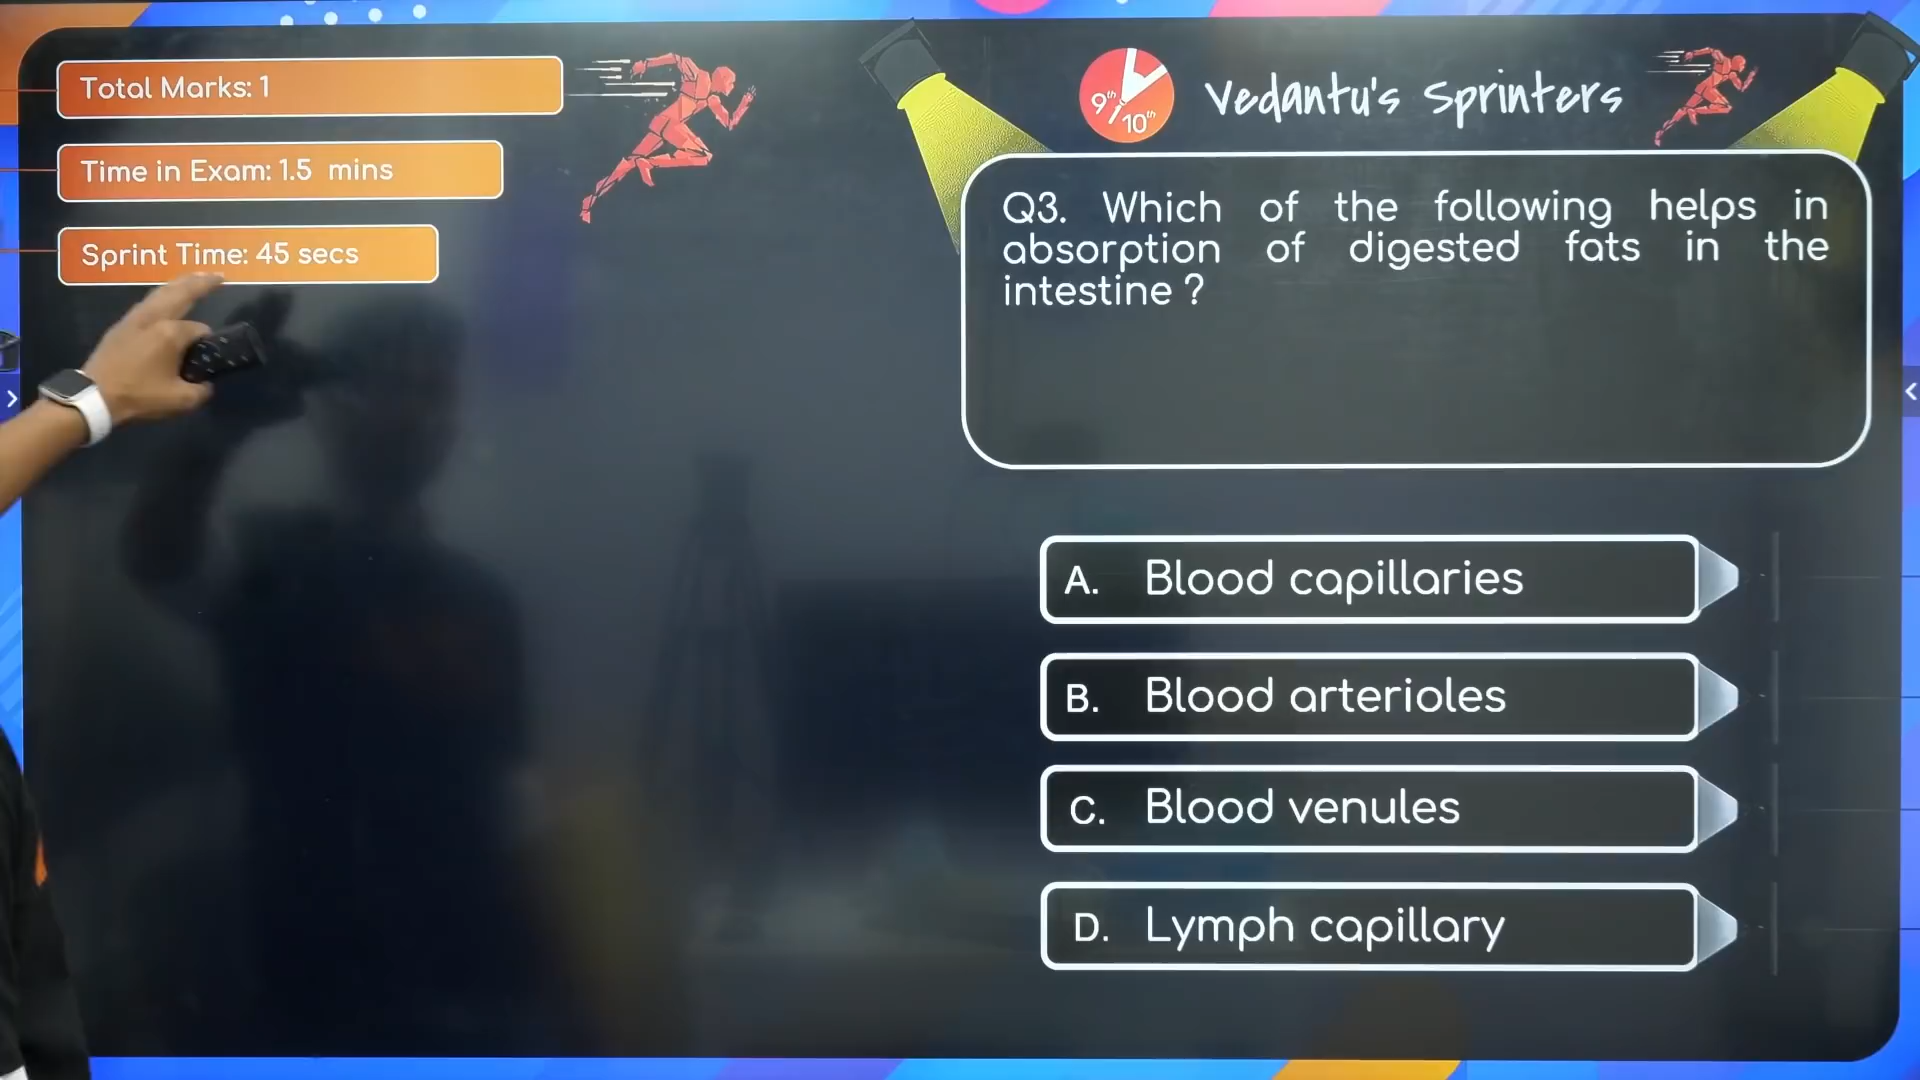 Total Marks: 1
Time in Exam: 1.5 mins
Sprint Time: 45 secs
9th
10th
Vedantu's Sprinters
Q3. Which of the following helps in
absorption of digested fats in the
intestine ?
A. Blood capillaries
B. Blood arterioles
C. Blood venules
D. Lymph capillary